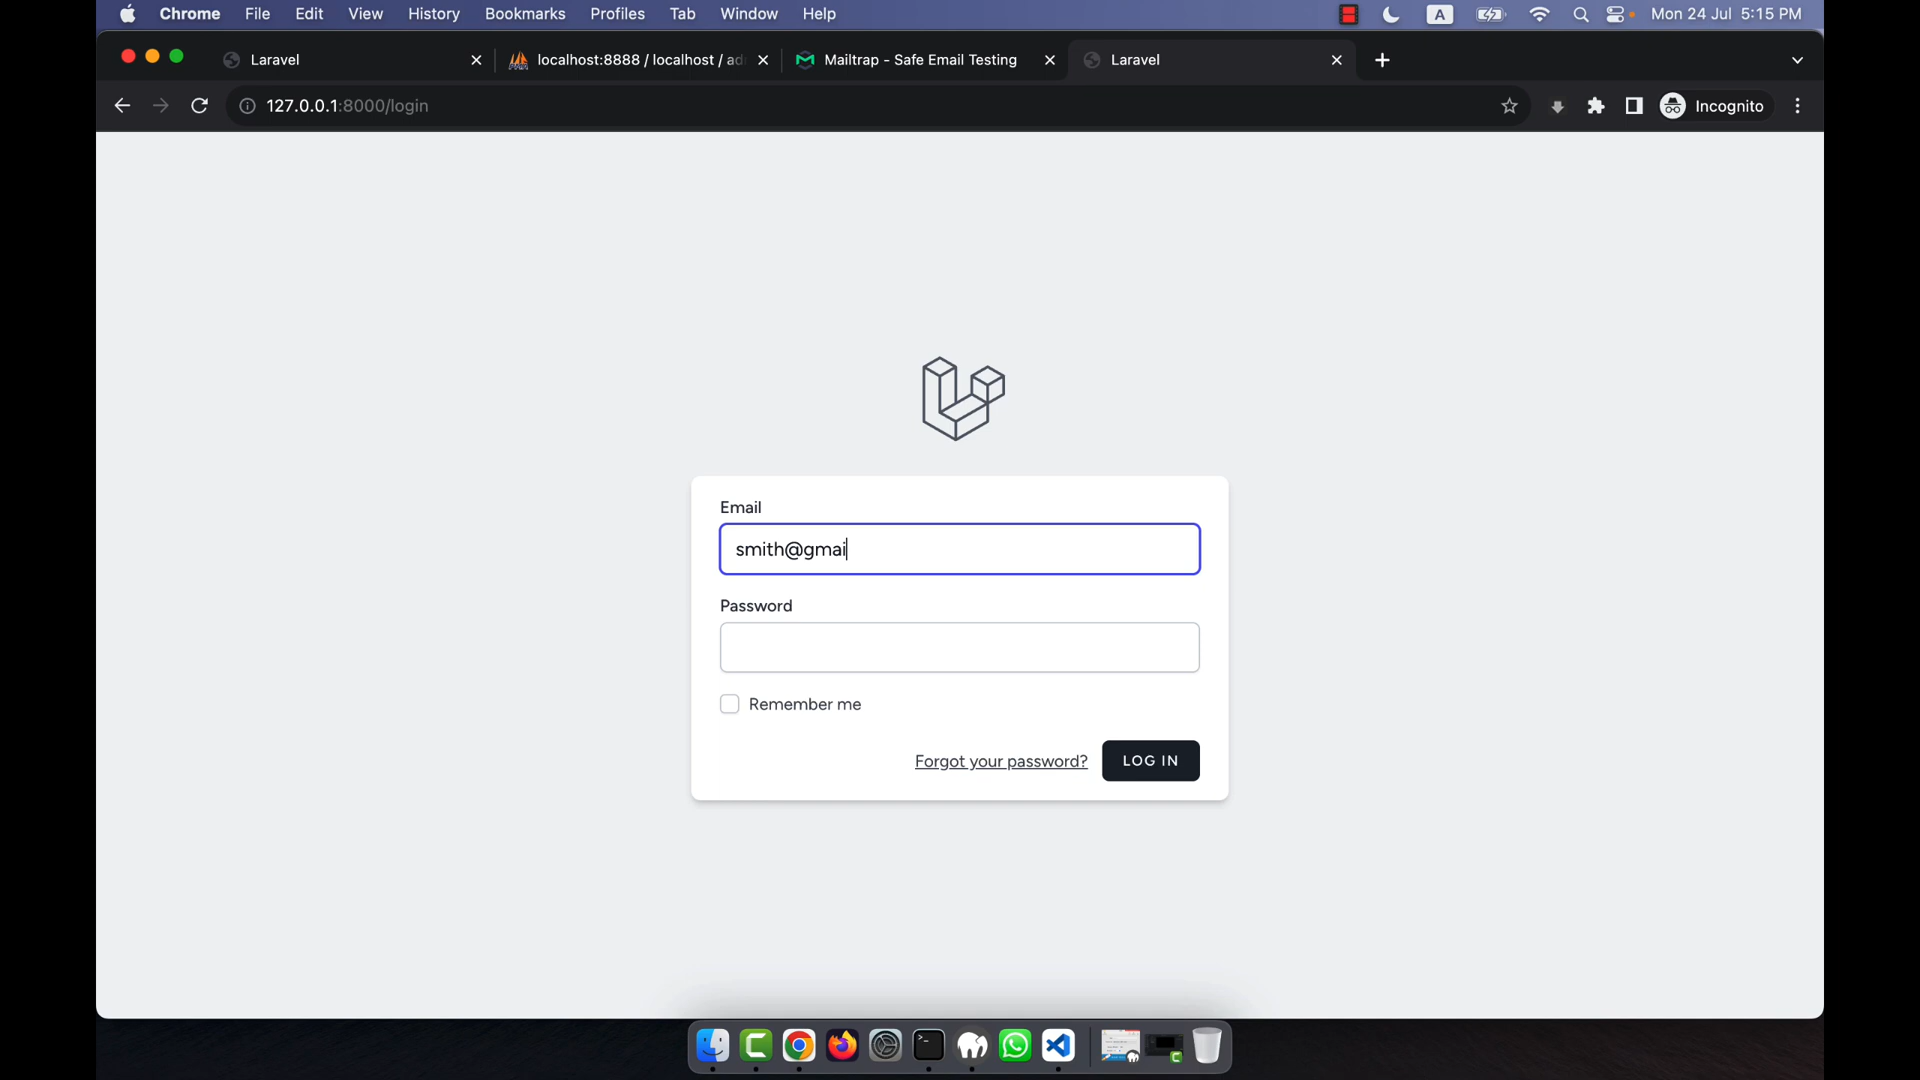 Chrome File Edit View History Bookmarks Profiles Tab Window Help A Mon 24 Jul 5:15 PM
Laravel localhost:8888 / localhost / ad Mailtrap - Safe Email Testing Laravel
127.0.0.1:8000/login Incognito
Email
smith@gmai
Password
Remember me
Forgot your password? LOG IN